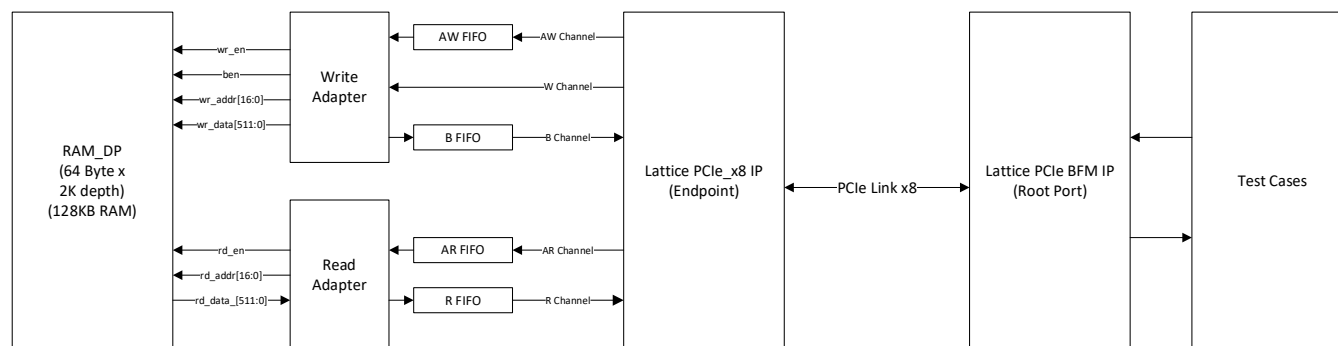 RAM_DP
(64 Byte x
2K depth)
(128KB RAM)
wr_en
ben
wr_addr[16:0]
wr_data[511:0]
rd_en
rd_addr[16:0]
rd_data_[511:0]
Write
Adapter
Read
Adapter
AW FIFO
B FIFO
AR FIFO
R FIFO
AW Channel
W Channel
B Channel
AR Channel
R Channel
Lattice PCIe_x8 IP
(Endpoint)
PCIe Link x8
Lattice PCIe BFM IP
(Root Port)
Test Cases